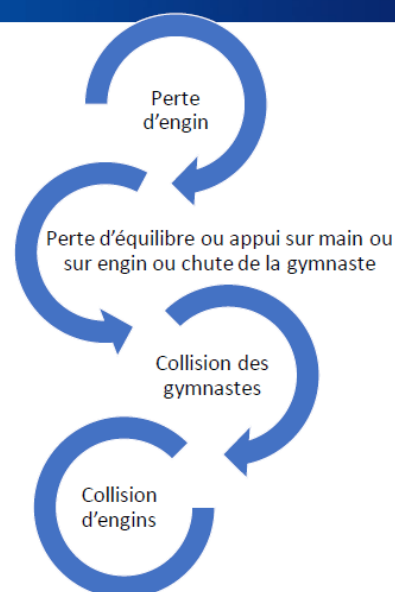 Perte
d'engin
Perte d'équilibre ou appui sur main ou
sur engin ou chute de la gymnaste
Collision des
gymnastes
Collision
d'engins